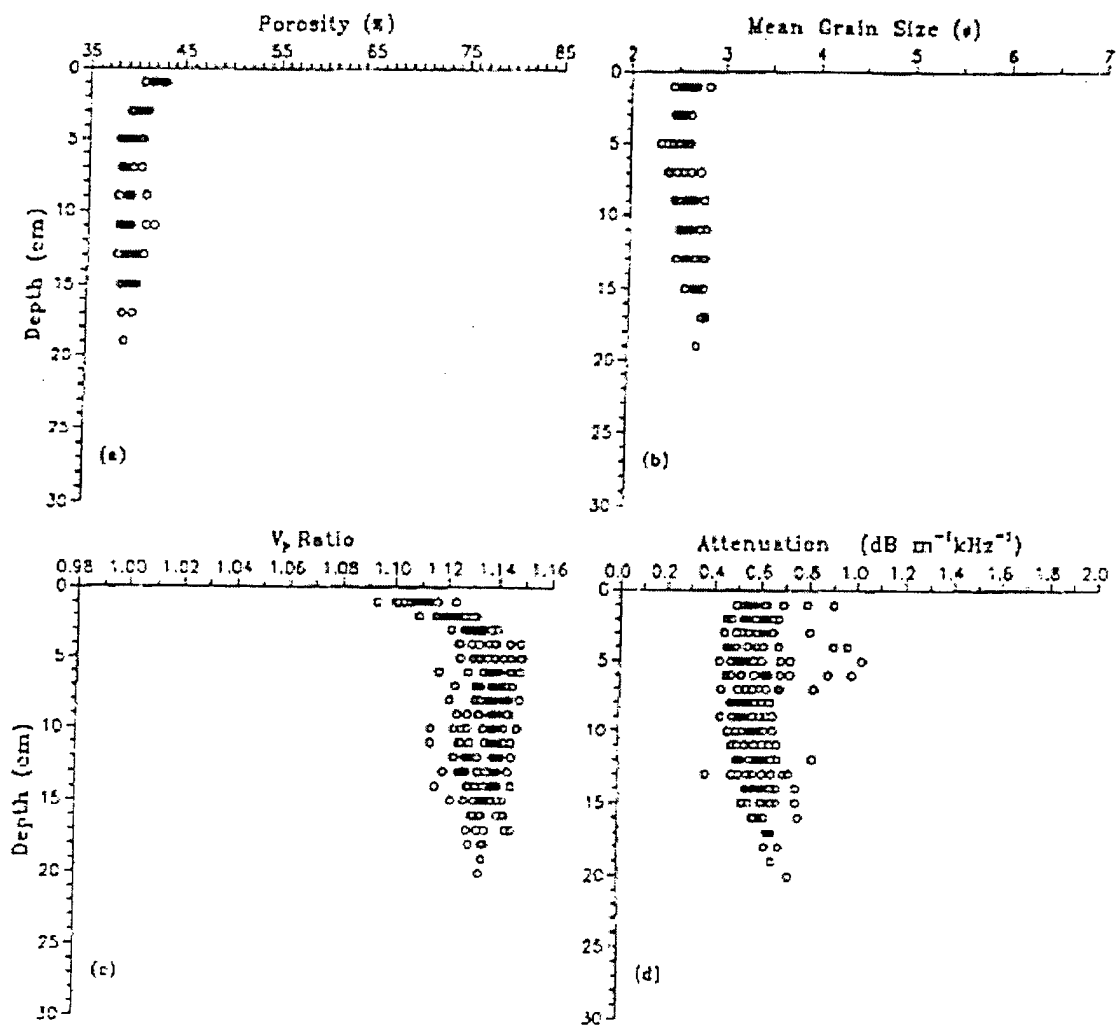 Porosity (%)
35 45 55 65 75 85
Mean Grain Size (φ)
2 3 4 5 6 7
Depth (cm)
0
5
10
15
20
25
30
(a)
0
5
10
15
20
25
30
(b)
Vp Ratio
0.98 1.00 1.02 1.04 1.06 1.08 1.10 1.12 1.14 1.16
Attenuation (dB m⁻¹kHz⁻¹)
0.0 0.2 0.4 0.6 0.8 1.0 1.2 1.4 1.6 1.8 2.0
Depth (cm)
0
5
10
15
20
25
30
(c)
0
5
10
15
20
25
30
(d)